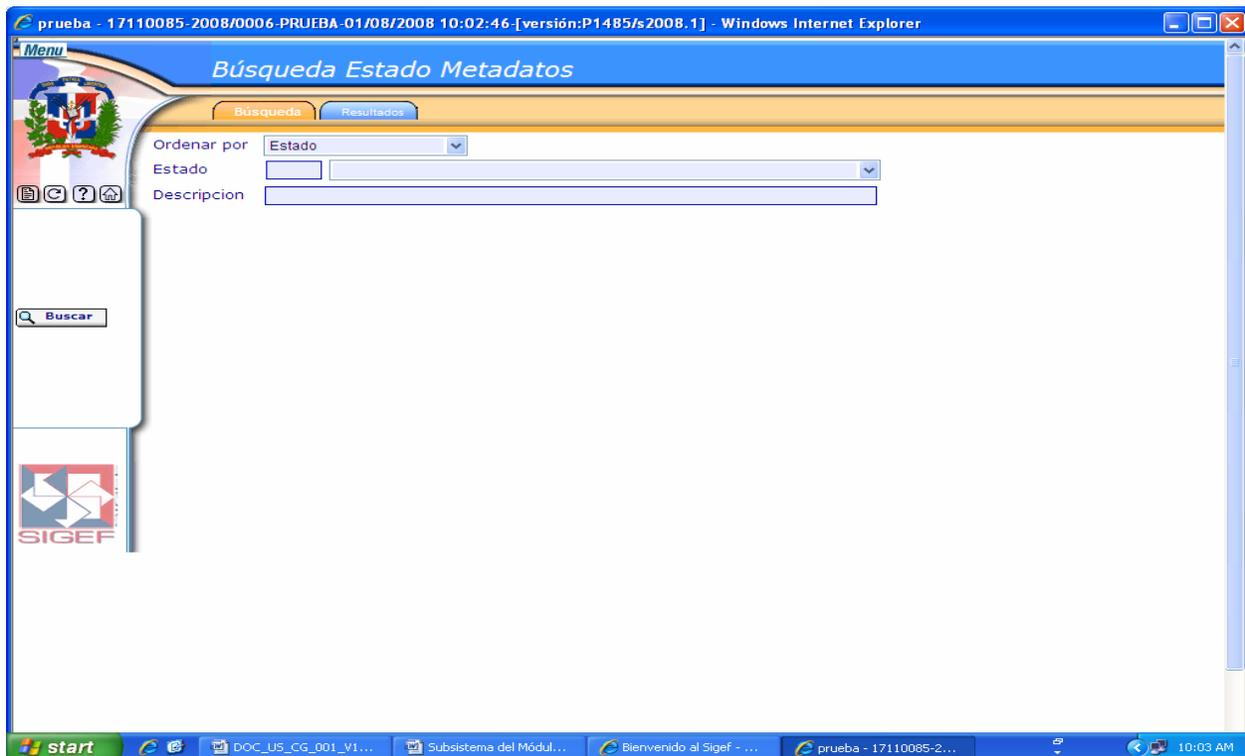 prueba - 17110085-2008/0006-PRUEBA-01/08/2008 10:02:46-[versión:P1485/s2008.1] - Windows Internet Explorer
Menu
Búsqueda Estado Metadatos
Búsqueda Resultados
Ordenar por Estado
Estado
Descripcion
Buscar
SIGEF
start DOC_US_CG_001_V1... Subsistema del Módul... Bienvenido al Sigef - ... prueba - 17110085-2... 10:03 AM